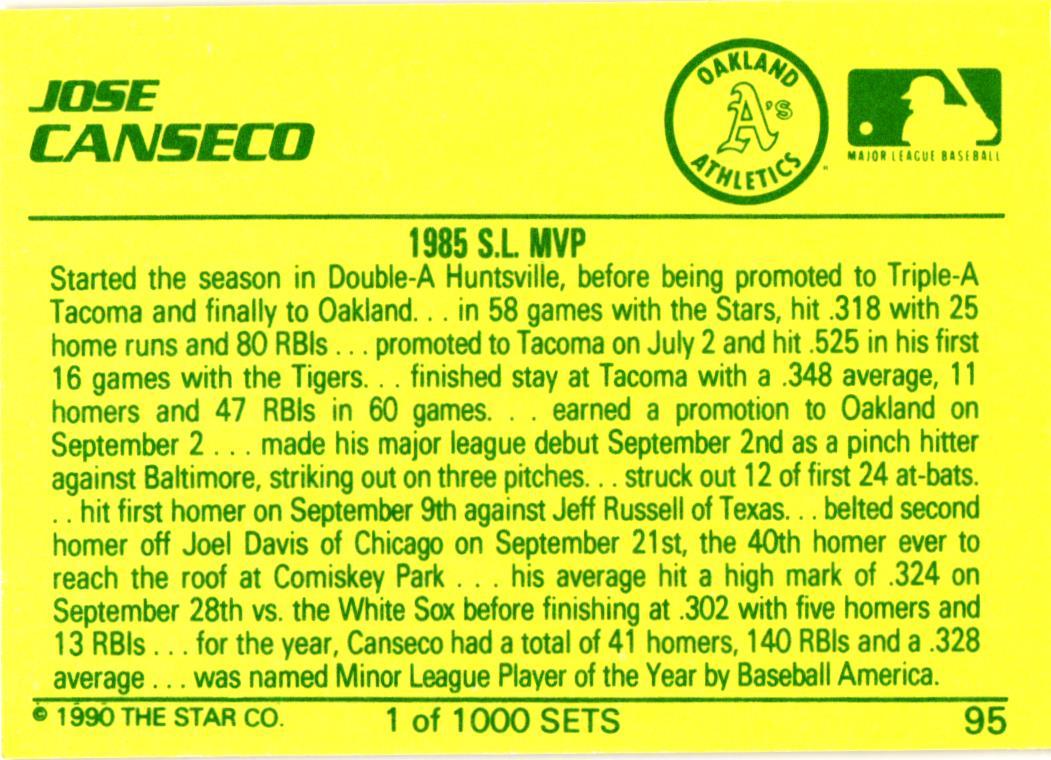 JOSE
CANSECO
OAKLAND
A's
ATHLETICS
MAJOR LEAGUE BASEBALL
1985 S.L. MVP
Started the season in Double-A Huntsville, before being promoted to Triple-A
Tacoma and finally to Oakland. . . in 58 games with the Stars, hit .318 with 25
home runs and 80 RBIs . . . promoted to Tacoma on July 2 and hit .525 in his first
16 games with the Tigers. . . finished stay at Tacoma with a .348 average, 11
homers and 47 RBIs in 60 games. . . earned a promotion to Oakland on
September 2 . . . made his major league debut September 2nd as a pinch hitter
against Baltimore, striking out on three pitches. . . struck out 12 of first 24 at-bats.
. . hit first homer on September 9th against Jeff Russell of Texas. . . belted second
homer off Joel Davis of Chicago on September 21st, the 40th homer ever to
reach the roof at Comiskey Park . . . his average hit a high mark of .324 on
September 28th vs. the White Sox before finishing at .302 with five homers and
13 RBIs . . . for the year, Canseco had a total of 41 homers, 140 RBIs and a .328
average . . . was named Minor League Player of the Year by Baseball America.
© 1990 THE STAR CO. 1 of 1000 SETS 95